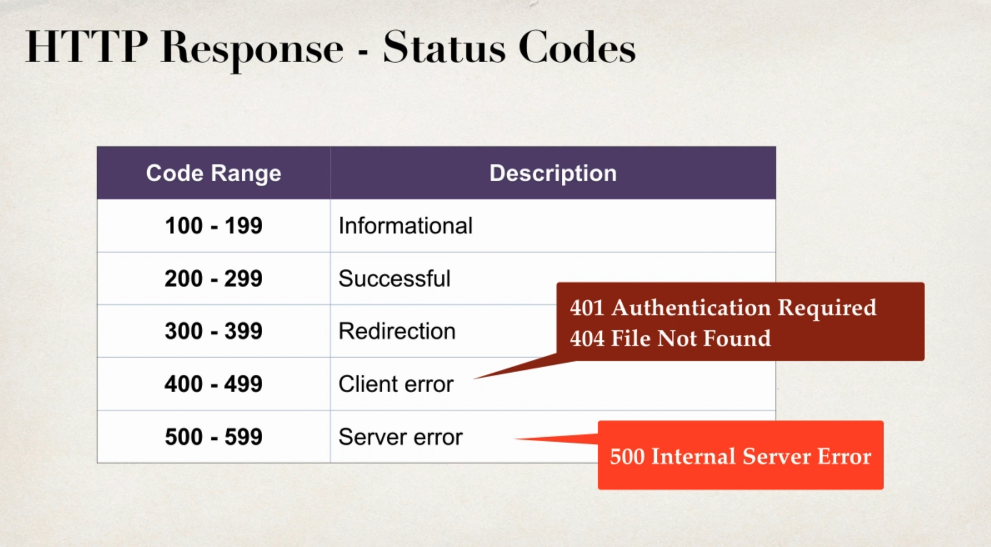 HTTP Response - Status Codes
Code Range Description
100 - 199 Informational
200 - 299 Successful
300 - 399 Redirection
400 - 499 Client error
500 - 599 Server error
401 Authentication Required
404 File Not Found
500 Internal Server Error